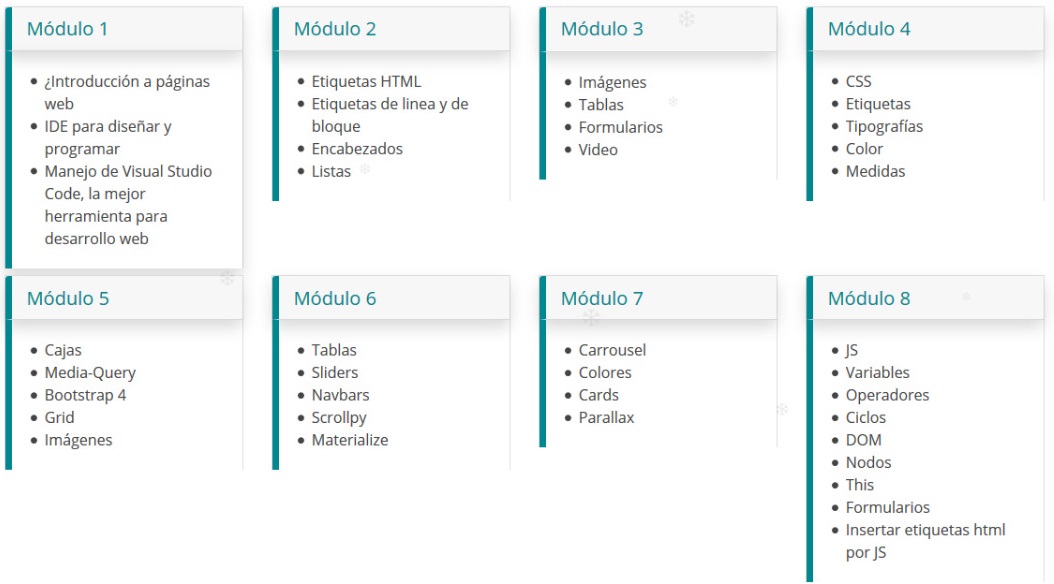 Módulo 1
¿Introducción a páginas
web
IDE para diseñar y
programar
Manejo de Visual Studio
Code, la mejor
herramienta para
desarrollo web
Módulo 2
Etiquetas HTML
Etiquetas de linea y de
bloque
Encabezados
Listas
Módulo 3
Imágenes
Tablas
Formularios
Video
Módulo 4
CSS
Etiquetas
Tipografías
Color
Medidas
Módulo 5
Cajas
Media-Query
Bootstrap 4
Grid
Imágenes
Módulo 6
Tablas
Sliders
Navbars
Scrollpy
Materialize
Módulo 7
Carrousel
Colores
Cards
Parallax
Módulo 8
JS
Variables
Operadores
Ciclos
DOM
Nodos
This
Formularios
Insertar etiquetas html
por JS